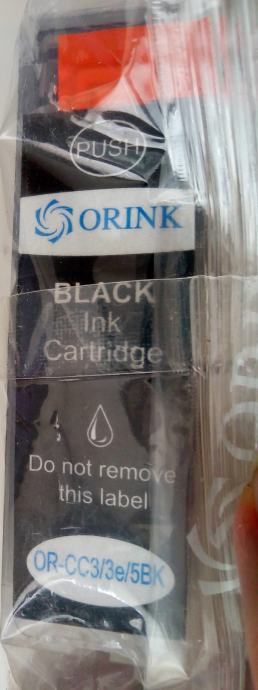 PUSH
ORINK
BLACK
Ink
Cartridge
Do not remove
this label
OR-CC3/3e/5BK